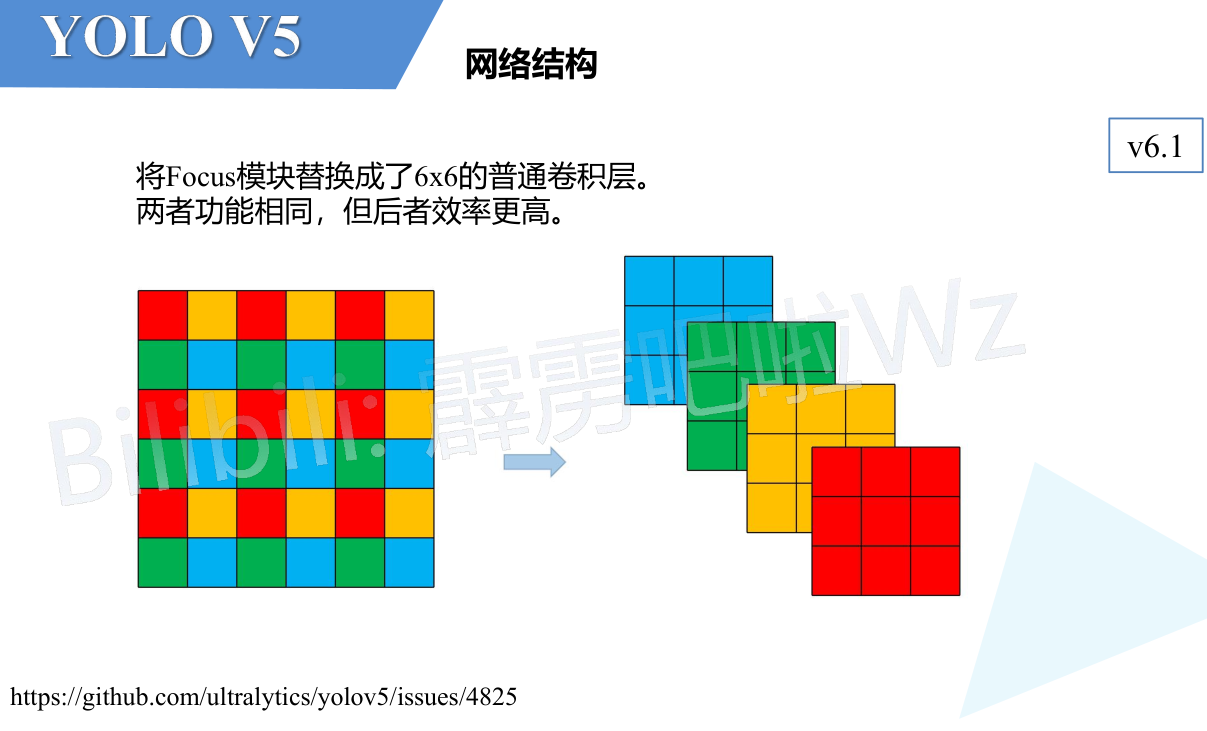 YOLO V5
网络结构
v6.1
将Focus模块替换成了6x6的普通卷积层。
两者功能相同，但后者效率更高。
Bilibili: 霹雳吧啦Wz
https://github.com/ultralytics/yolov5/issues/4825